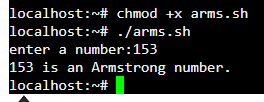 localhost:~# chmod +x arms.sh
localhost:~# ./arms.sh
enter a number:153
153 is an Armstrong number.
localhost:~#